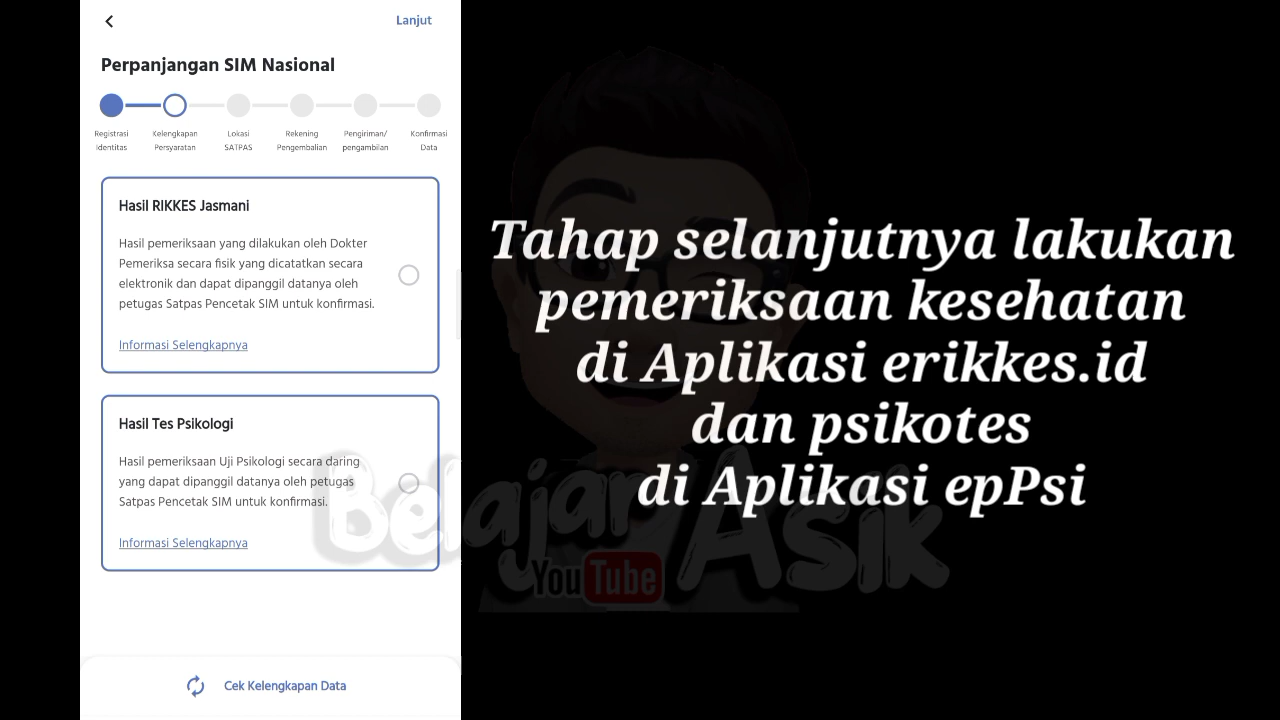 Lanjut
Perpanjangan SIM Nasional
Registrasi Identitas
Kelengkapan Persyaratan
Lokasi SATPAS
Rekening Pengembalian
Pengiriman/ pengambilan
Konfirmasi Data
Hasil RIKKES Jasmani
Hasil pemeriksaan yang dilakukan oleh Dokter
Pemeriksa secara fisik yang dicatatkan secara
elektronik dan dapat dipanggil datanya oleh
petugas Satpas Pencetak SIM untuk konfirmasi.
Informasi Selengkapnya
Hasil Tes Psikologi
Hasil pemeriksaan Uji Psikologi secara daring
yang dapat dipanggil datanya oleh petugas
Satpas Pencetak SIM untuk konfirmasi.
Informasi Selengkapnya
Cek Kelengkapan Data
Tahap selanjutnya lakukan
pemeriksaan kesehatan
di Aplikasi erikkes.id
dan psikotes
di Aplikasi epPsi
Belajar Asik
YouTube